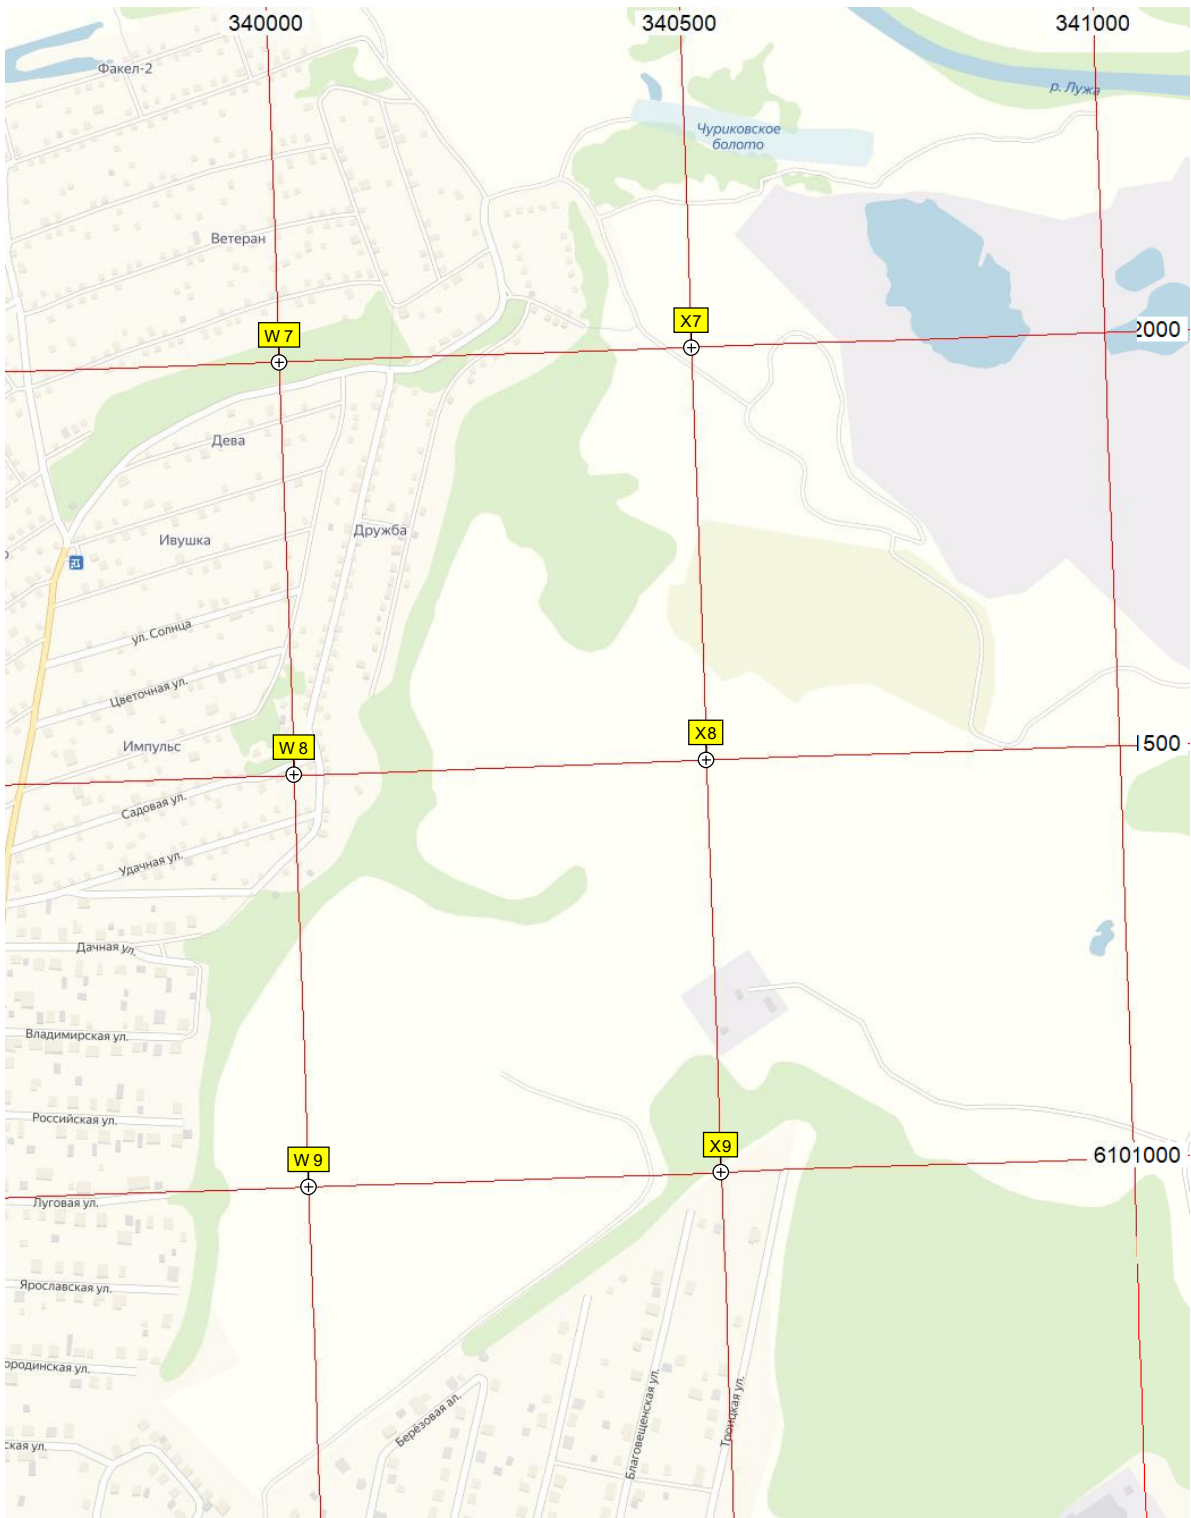 340000
340500
341000
Факел-2
р. Лужа
Чуриковское
болото
Ветеран
X7
W 7
2000
Дева
Дружба
Ивушка
ул. Солнца
Цветочная ул.
X8
Импульс
W 8
500
Садовая ул.
Удачная ул.
Дачная ул.
Владимирская ул.
Российская ул.
X9
W 9
6101000
Луговая ул.
Ярославская ул.
ородинская ул.
Благовещенская ул.
Троицкая ул.
Берёзовая ал.
ская ул.